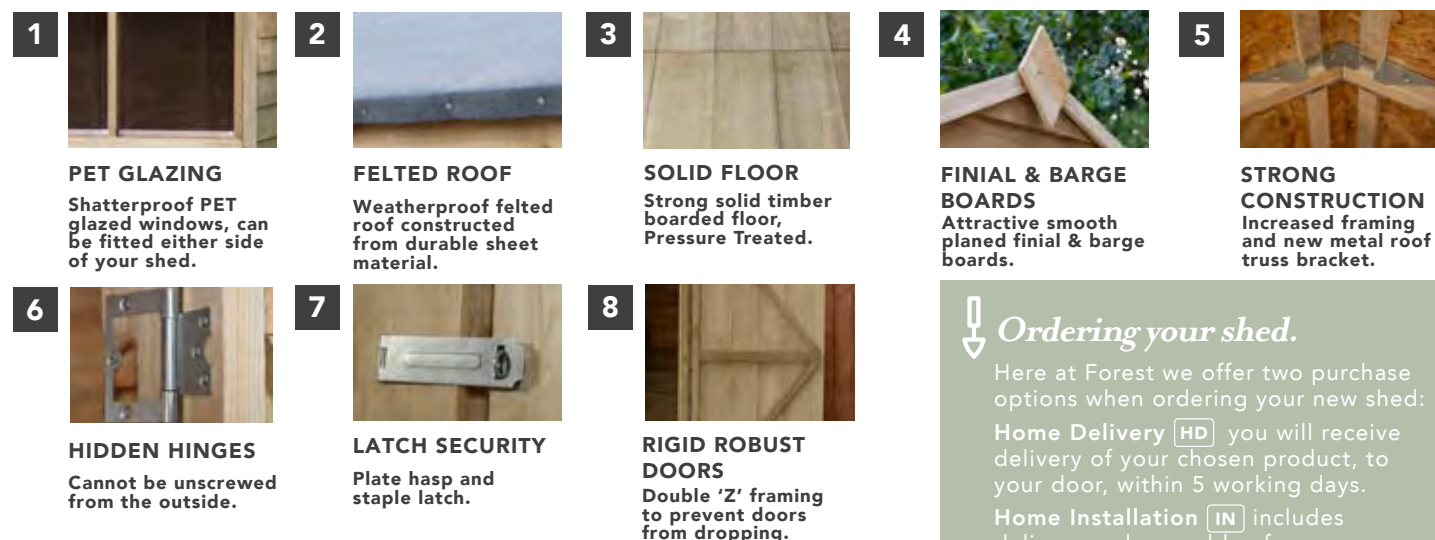 1
PET GLAZING
Shatterproof PET
glazed windows, can
be fitted either side
of your shed.
2
FELTED ROOF
Weatherproof felted
roof constructed
from durable sheet
material.
3
SOLID FLOOR
Strong solid timber
boarded floor,
Pressure Treated.
4
FINIAL & BARGE
BOARDS
Attractive smooth
planed finial & barge
boards.
5
STRONG
CONSTRUCTION
Increased framing
and new metal roof
truss bracket.
6
HIDDEN HINGES
Cannot be unscrewed
from the outside.
7
LATCH SECURITY
Plate hasp and
staple latch.
8
RIGID ROBUST
DOORS
Double ‘Z’ framing
to prevent doors
from dropping.
Ordering your shed.
Here at Forest we offer two purchase
options when ordering your new shed:
Home Delivery HD you will receive
delivery of your chosen product, to
your door, within 5 working days.
Home Installation IN includes